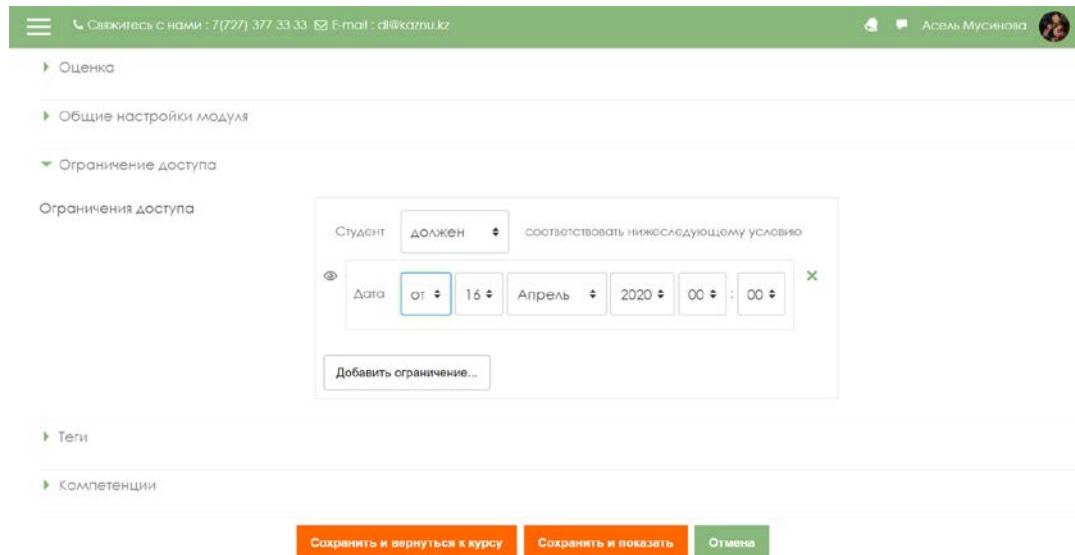 Свяжитесь с нами : 7(727) 377 33 33 E-mail : dl@kaznu.kz Асель Мусинова
Оценка
Общие настройки модуля
Ограничение доступа
Ограничения доступа
Студент должен соответствовать нижеследующему условию
Дата от 16 Апрель 2020 00 : 00
Добавить ограничение...
Теги
Компетенции
Сохранить и вернуться к курсу Сохранить и показать Отмена